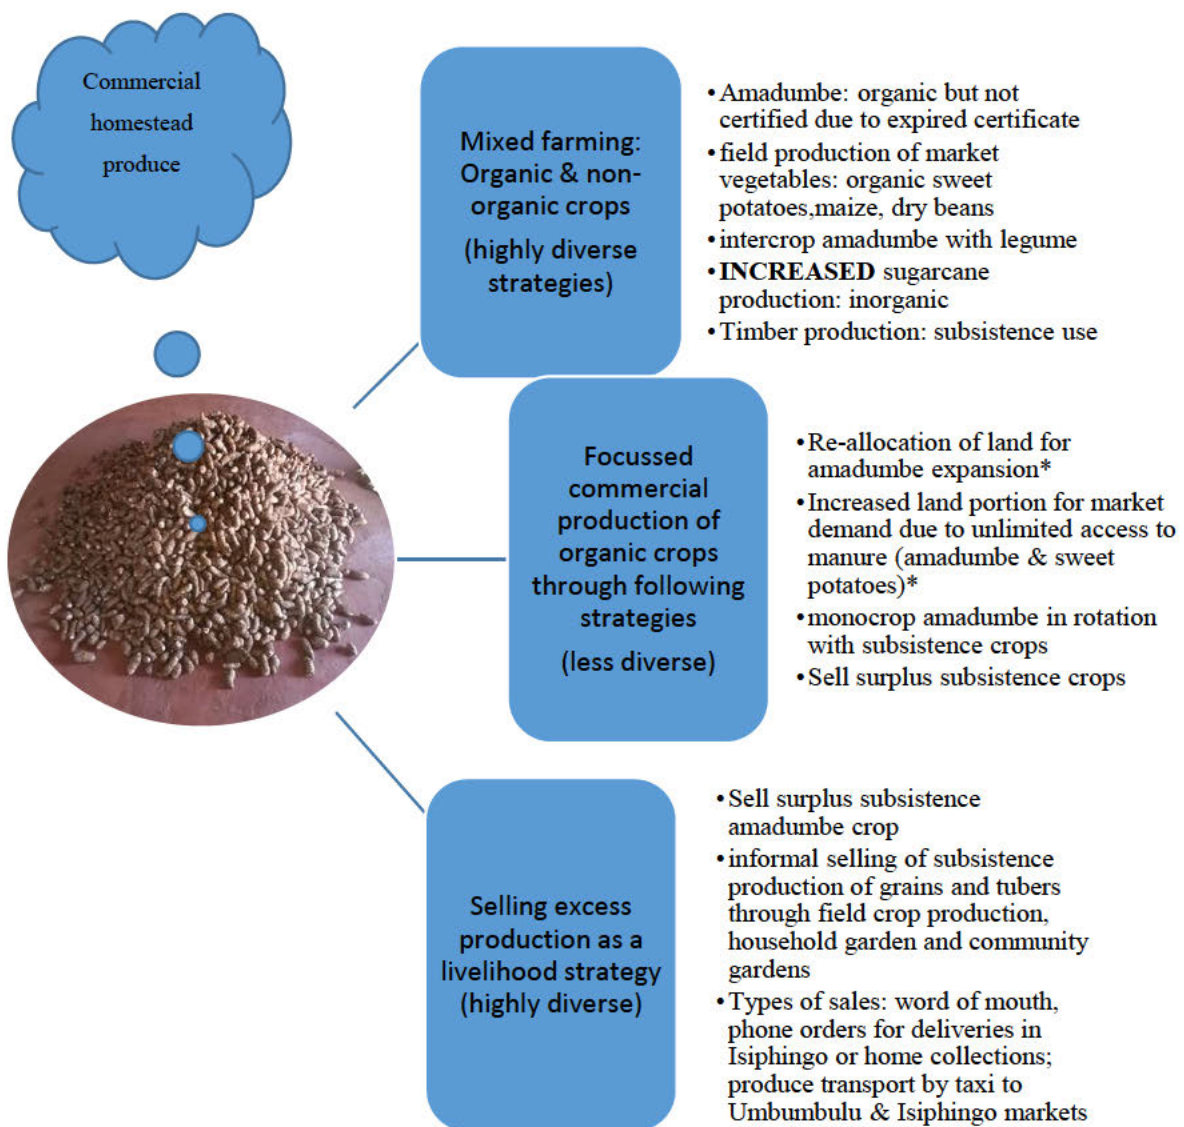 Commercial
homestead
produce
Mixed farming:
Organic & non-
organic crops
(highly diverse
strategies)
•Amadumbe: organic but not
certified due to expired certificate
•field production of market
vegetables: organic sweet
potatoes,maize, dry beans
•intercrop amadumbe with legume
•INCREASED sugarcane
production: inorganic
•Timber production: subsistence use
Focussed
commercial
production of
organic crops
through following
strategies
(less diverse)
•Re-allocation of land for
amadumbe expansion*
•Increased land portion for market
demand due to unlimited access to
manure (amadumbe & sweet
potatoes)*
•monocrop amadumbe in rotation
with subsistence crops
•Sell surplus subsistence crops
Selling excess
production as a
livelihood strategy
(highly diverse)
•Sell surplus subsistence
amadumbe crop
•informal selling of subsistence
production of grains and tubers
through field crop production,
household garden and community
gardens
•Types of sales: word of mouth,
phone orders for deliveries in
Isiphingo or home collections;
produce transport by taxi to
Umbumbulu & Isiphingo markets